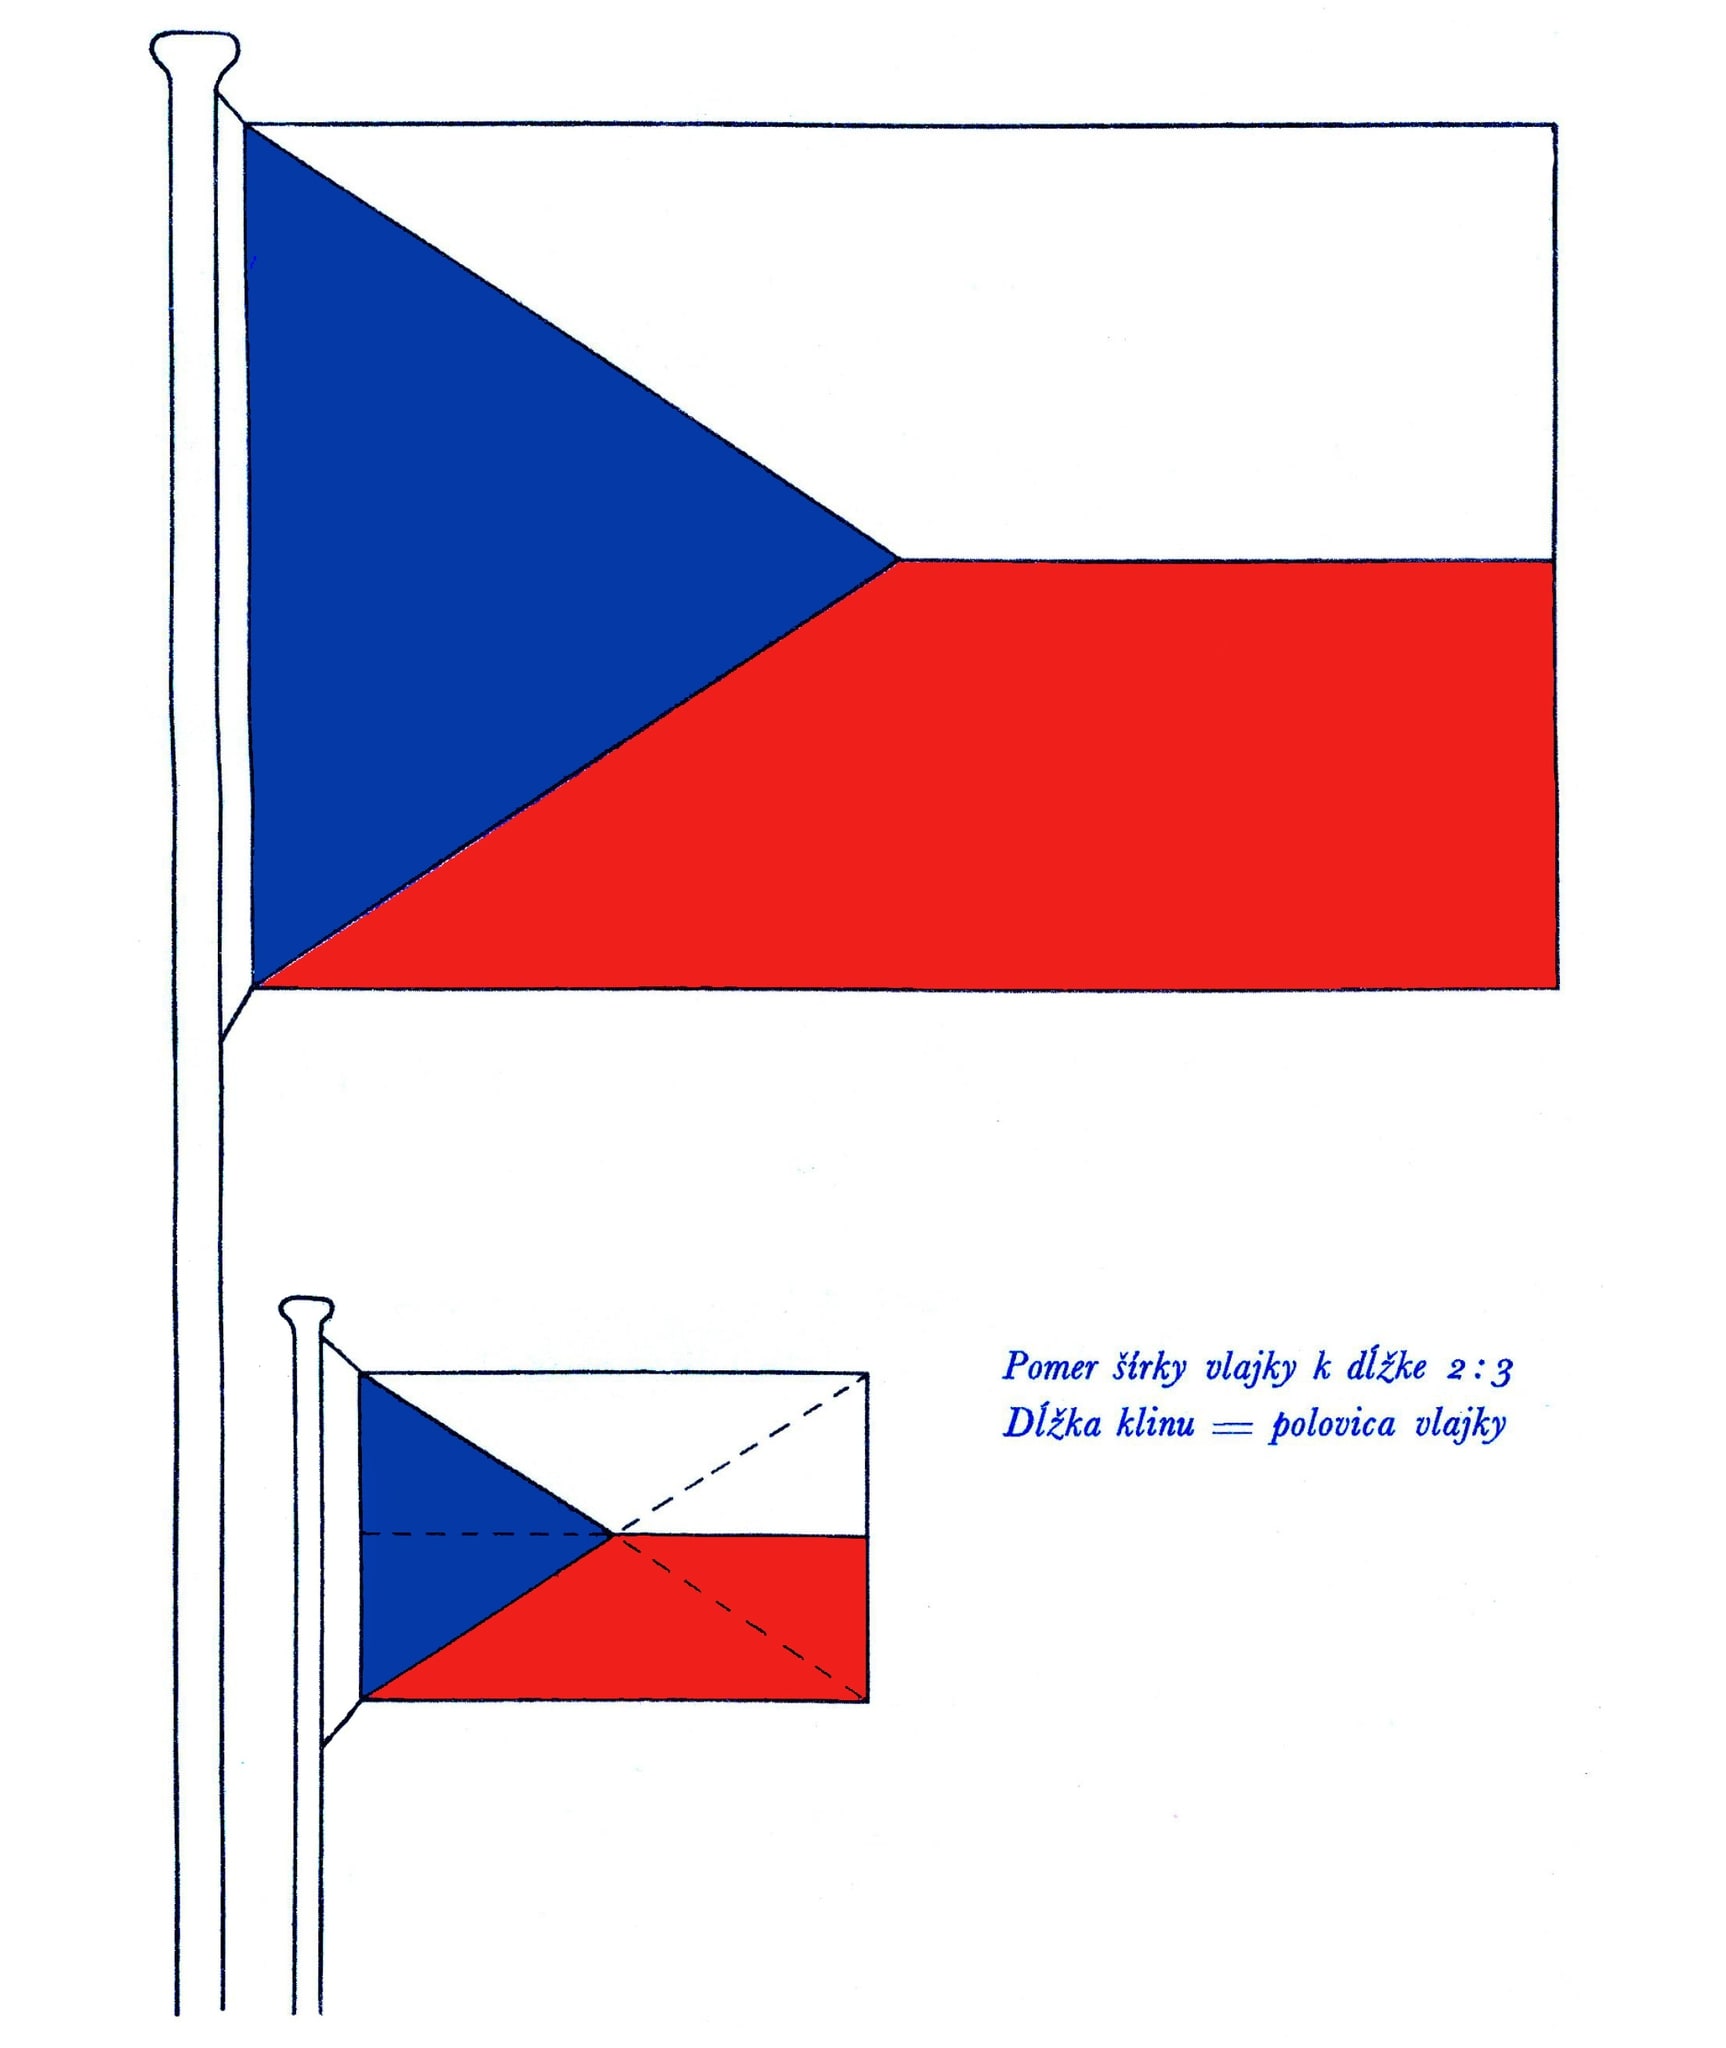 Pomer šírky vlajky k dĺžke 2 : 3
Dĺžka klinu = polovica vlajky